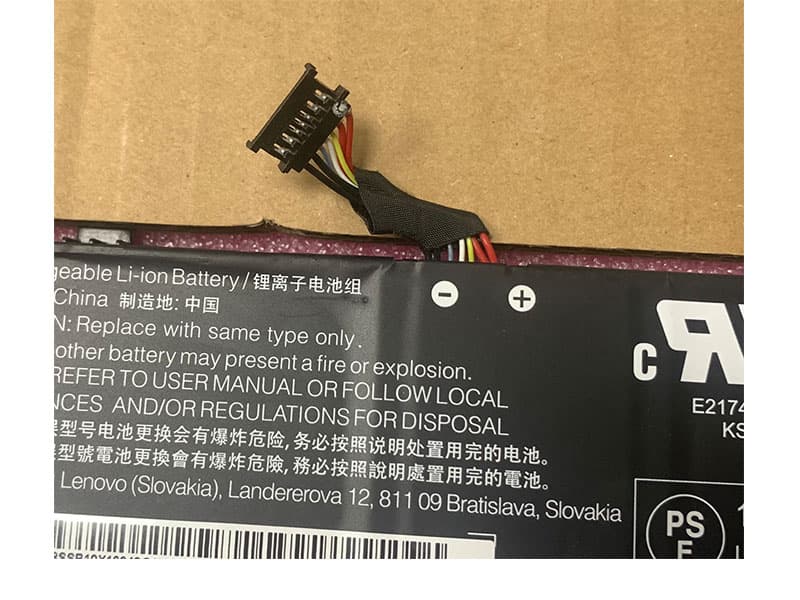 geable Li-ion Battery / 锂离子电池组
China 制造地: 中国
N: Replace with same type only.
other battery may present a fire or explosion.
REFER TO USER MANUAL OR FOLLOW LOCAL
NCES AND/OR REGULATIONS FOR DISPOSAL
型号电池更换会有爆炸危险, 务必按照说明处置用完的电池。
型號電池更換會有爆炸危險, 務必按照說明處置用完的電池。
Lenovo (Slovakia), Landererova 12, 811 09 Bratislava, Slovakia
− +
c
E2174
KS
PS
E